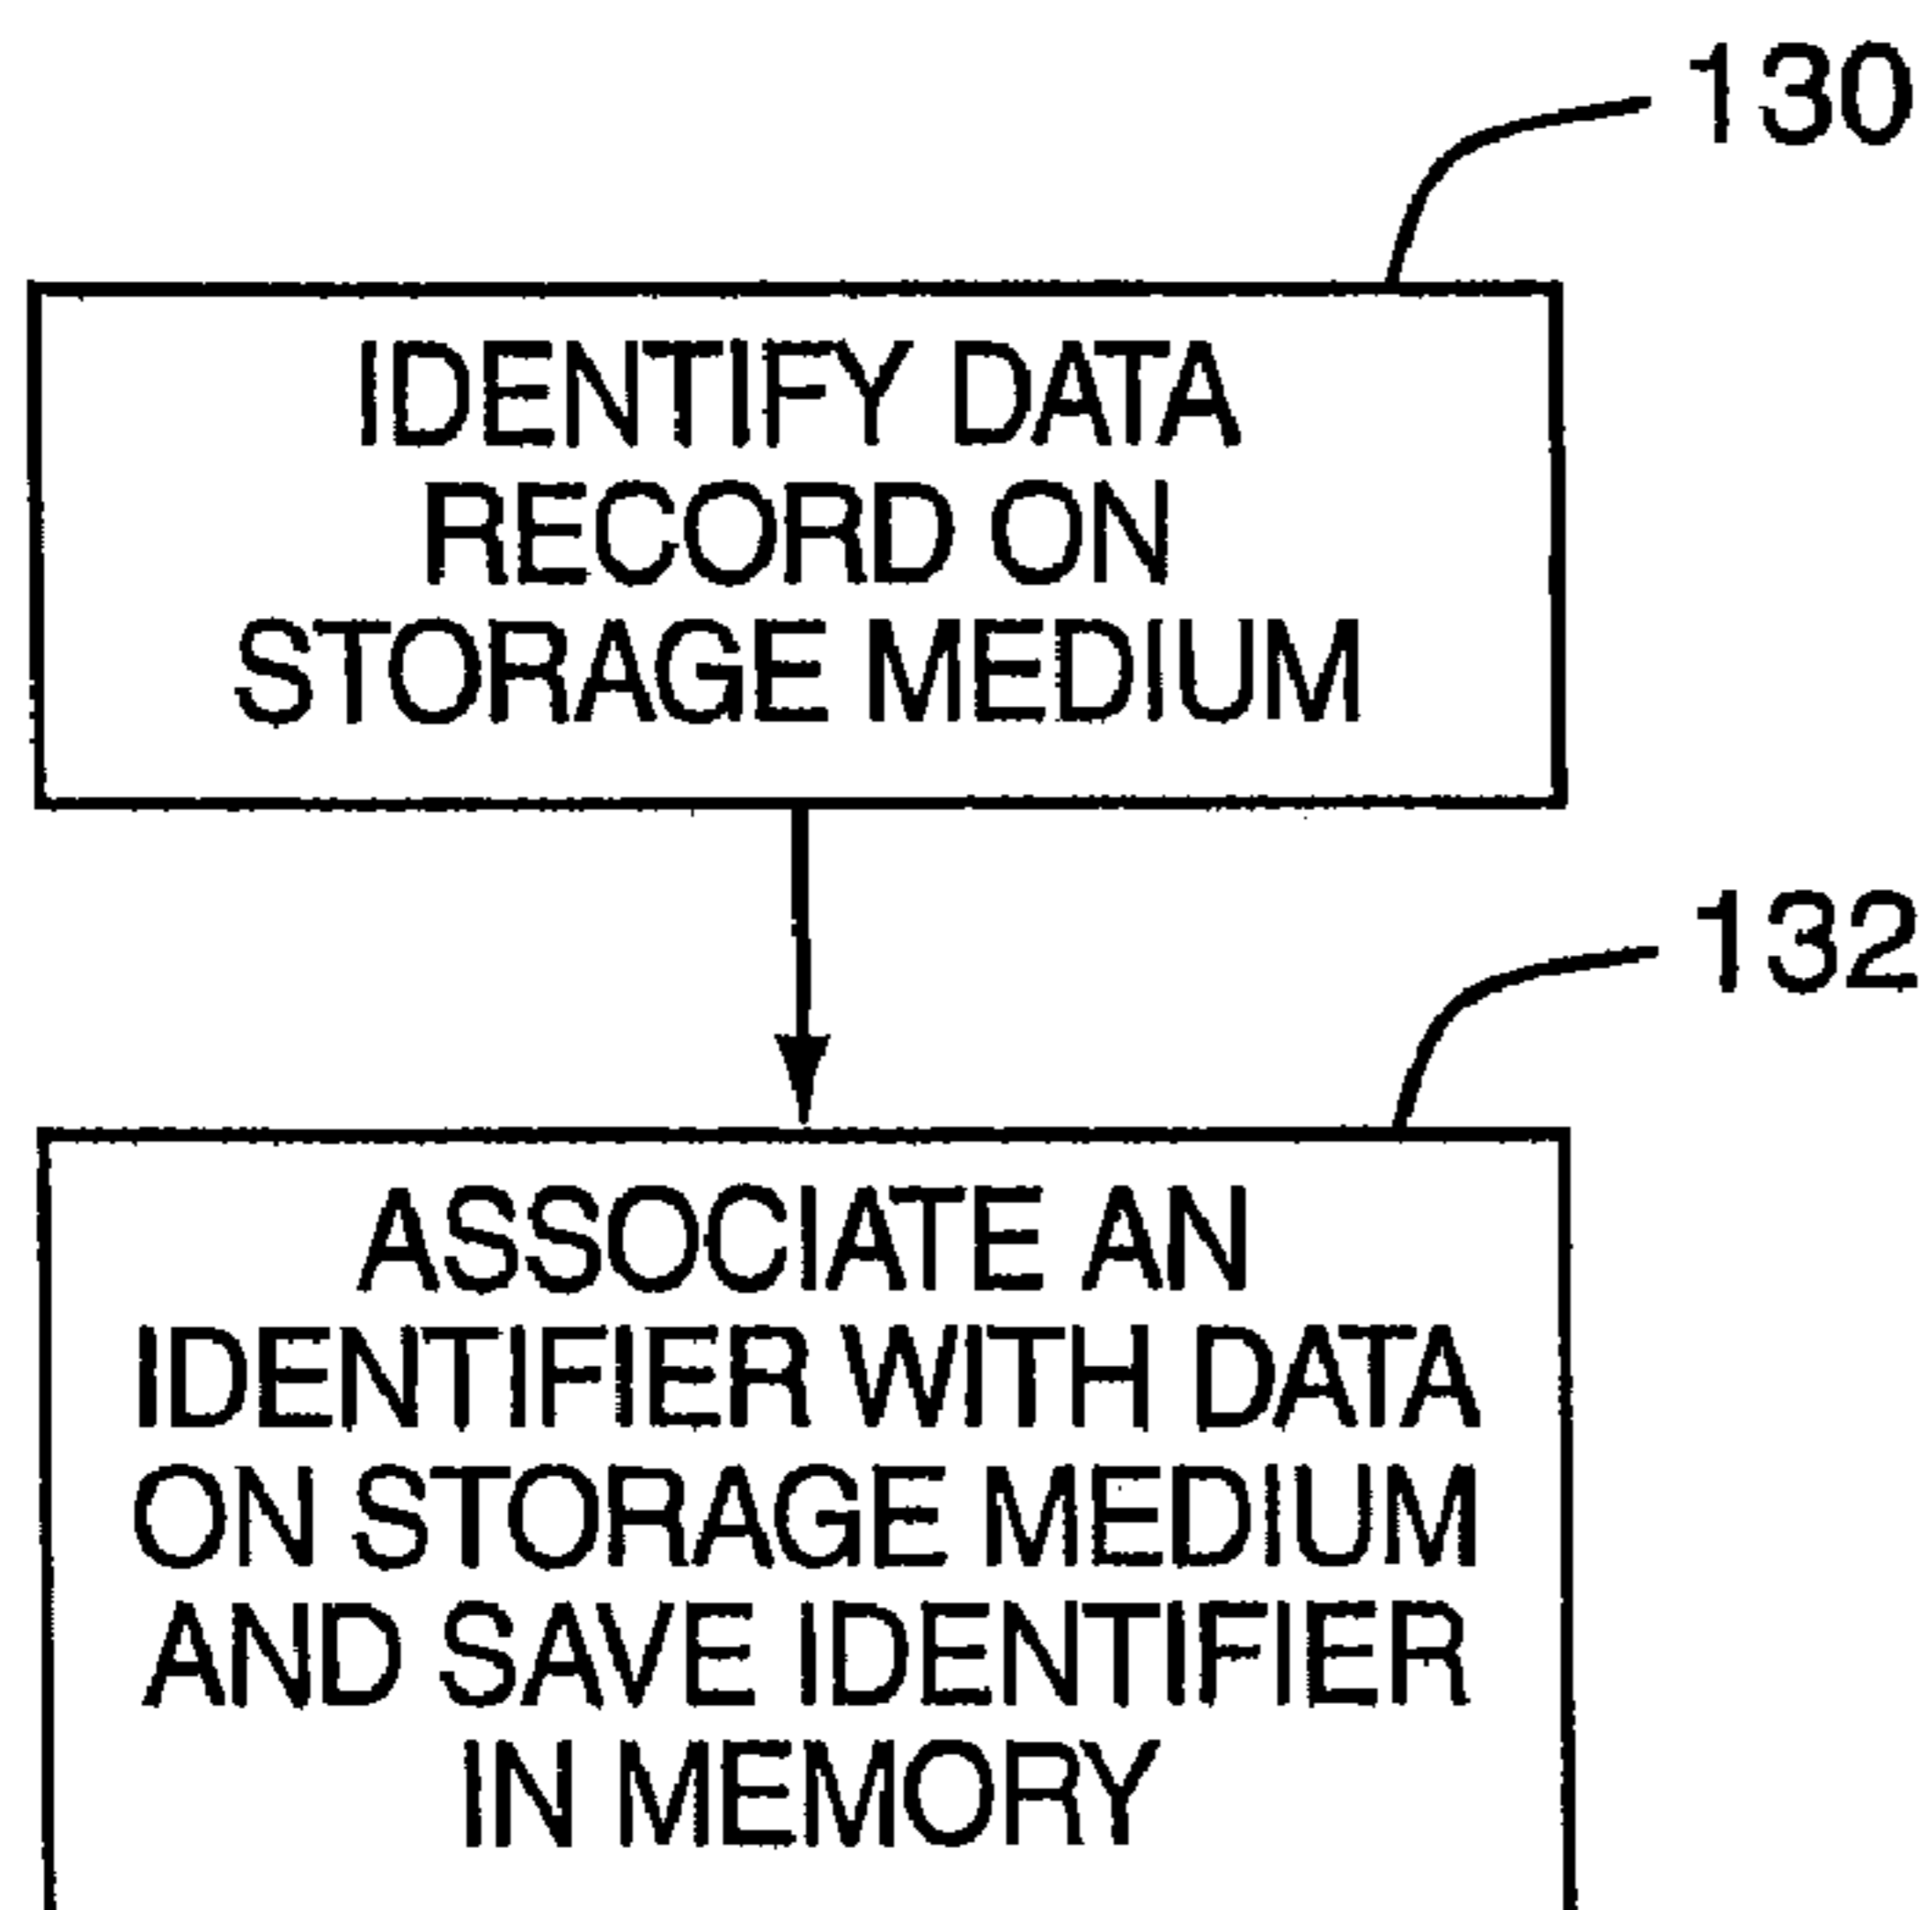 130
IDENTIFY DATA
RECORD ON
STORAGE MEDIUM
132
ASSOCIATE AN
IDENTIFIER WITH DATA
ON STORAGE MEDIUM
AND SAVE IDENTIFIER
IN MEMORY